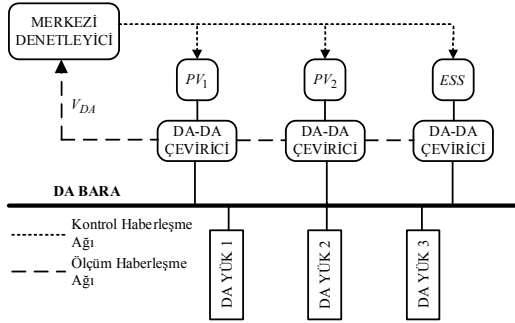 MERKEZİ
DENETLEYİCİ
PV1
PV2
ESS
VDA
DA-DA
ÇEVİRİCİ
DA-DA
ÇEVİRİCİ
DA-DA
ÇEVİRİCİ
DA BARA
Kontrol Haberleşme
Ağı
Ölçüm Haberleşme
Ağı
DA YÜK 1
DA YÜK 2
DA YÜK 3